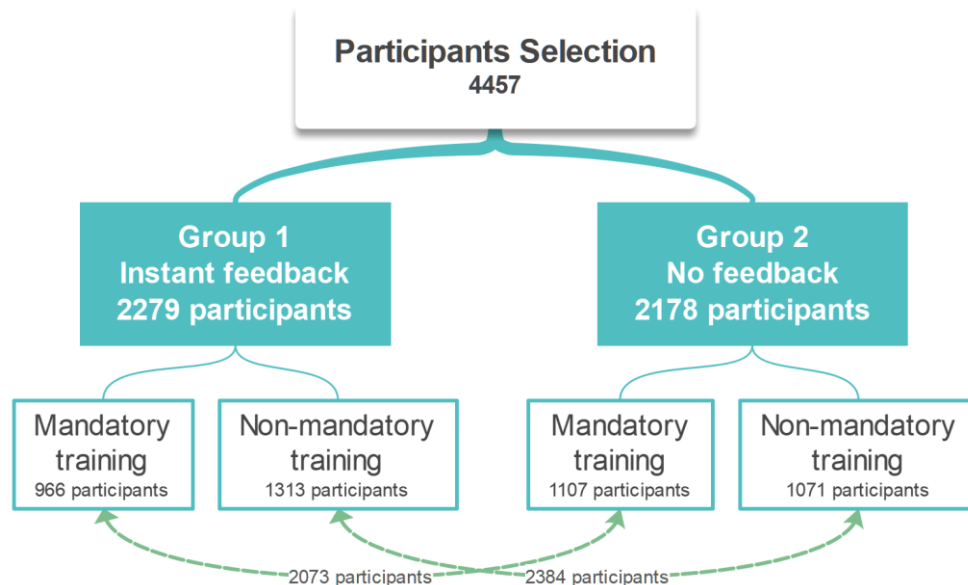 Participants Selection
4457
Group 1
Instant feedback
2279 participants
Group 2
No feedback
2178 participants
Mandatory
training
966 participants
Non-mandatory
training
1313 participants
Mandatory
training
1107 participants
Non-mandatory
training
1071 participants
2073 participants
2384 participants